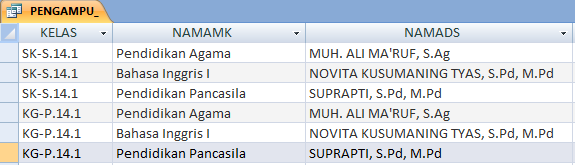 PENGAMPU_
KELAS NAMAMK NAMADS
SK-S.14.1 Pendidikan Agama MUH. ALI MA'RUF, S.Ag
SK-S.14.1 Bahasa Inggris I NOVITA KUSUMANING TYAS, S.Pd, M.Pd
SK-S.14.1 Pendidikan Pancasila SUPRAPTI, S.Pd, M.Pd
KG-P.14.1 Pendidikan Agama MUH. ALI MA'RUF, S.Ag
KG-P.14.1 Bahasa Inggris I NOVITA KUSUMANING TYAS, S.Pd, M.Pd
KG-P.14.1 Pendidikan Pancasila SUPRAPTI, S.Pd, M.Pd